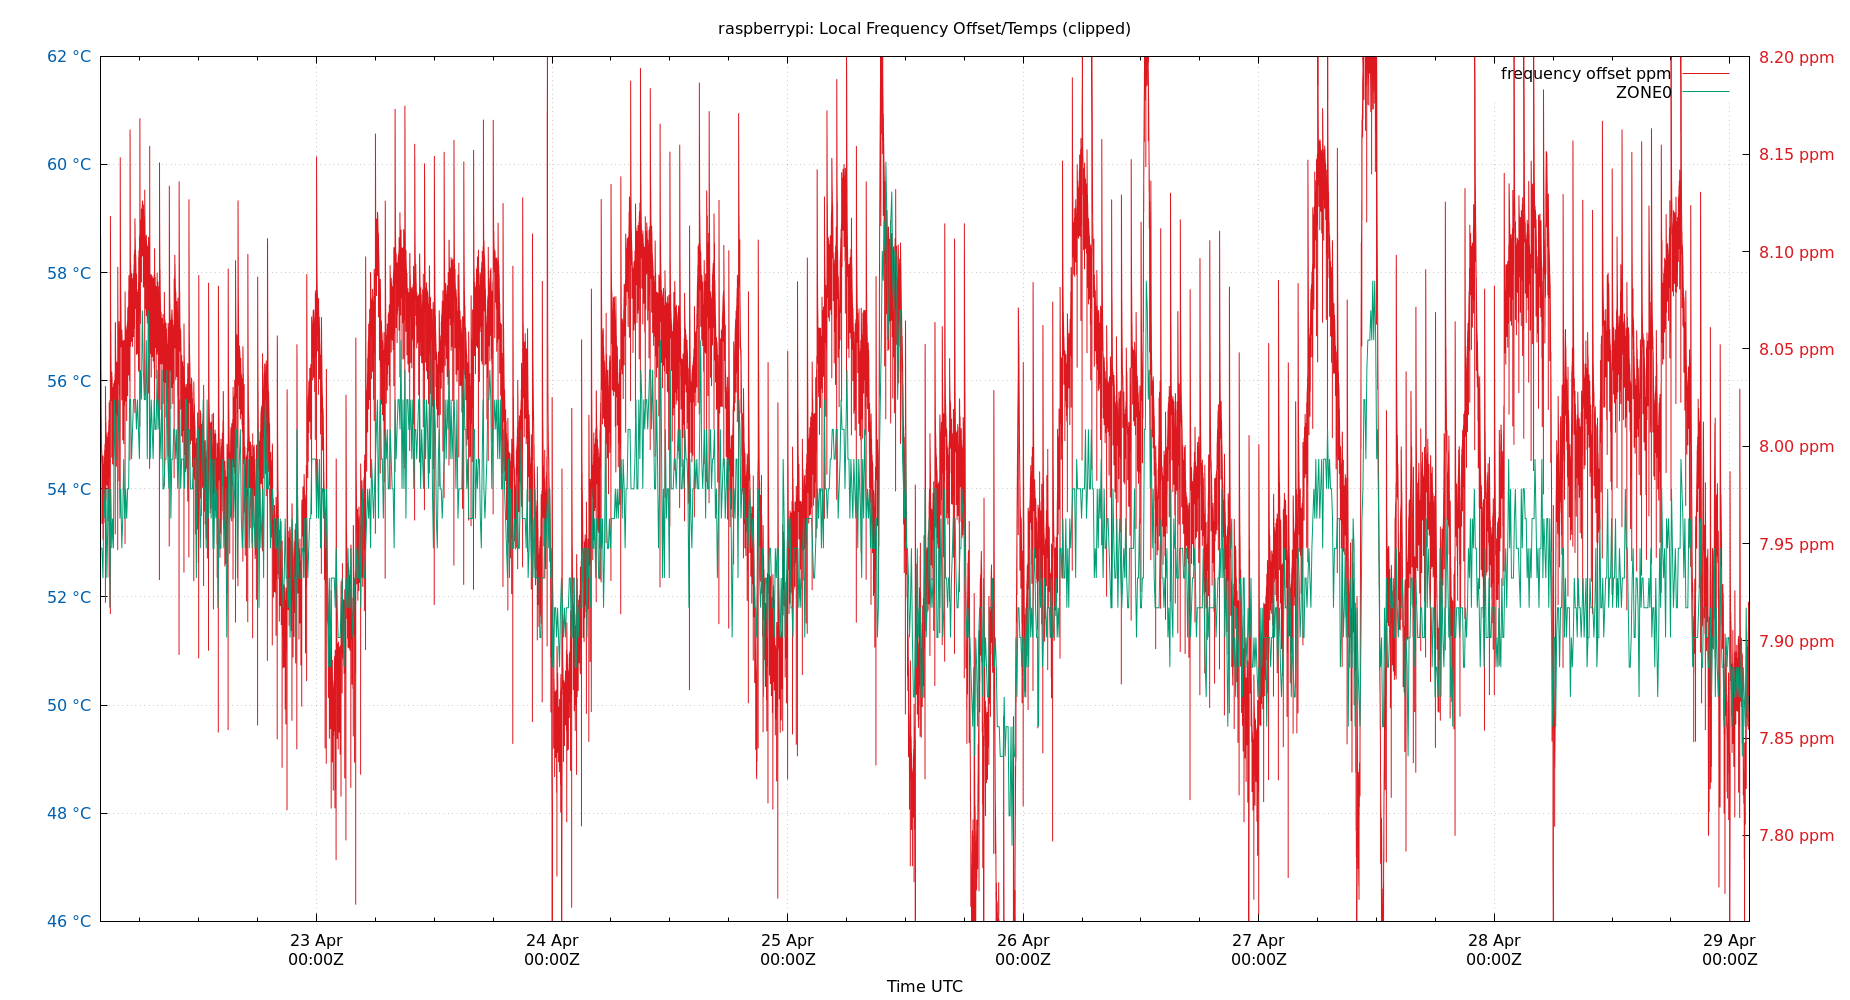 raspberrypi: Local Frequency Offset/Temps (clipped)
62 °C
60 °C
58 °C
56 °C
54 °C
52 °C
50 °C
48 °C
46 °C
8.20 ppm
8.15 ppm
8.10 ppm
8.05 ppm
8.00 ppm
7.95 ppm
7.90 ppm
7.85 ppm
7.80 ppm
frequency offset ppm
ZONE0
23 Apr
00:00Z
24 Apr
00:00Z
25 Apr
00:00Z
26 Apr
00:00Z
27 Apr
00:00Z
28 Apr
00:00Z
29 Apr
00:00Z
Time UTC